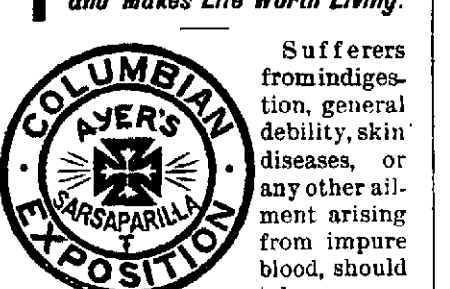 and Makes Life Worth Living.
COLUMBIAN
EXPOSITION
AYER'S
SARSAPARILLA
Sufferers
from indiges-
tion, general
debility, skin
diseases, or
any other ail-
ment arising
from impure
blood, should